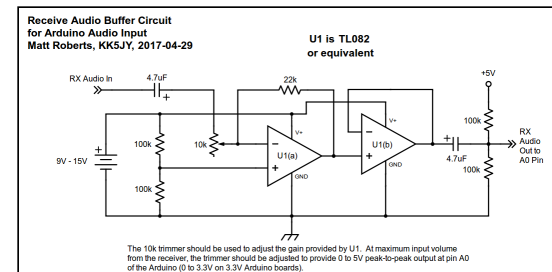 Receive Audio Buffer Circuit
for Arduino Audio Input
Matt Roberts, KK5JY, 2017-04-29
U1 is TL082
or equivalent
RX Audio In
4.7uF
+
22k
+5V
9V - 15V
+
100k
100k
10k
-
+
V+
U1(a)
GND
-
+
V+
U1(b)
GND
+
4.7uF
100k
100k
RX
Audio
Out to
A0 Pin
The 10k trimmer should be used to adjust the gain provided by U1. At maximum input volume
from the receiver, the trimmer should be adjusted to provide 0 to 5V peak-to-peak output at pin A0
of the Arduino (0 to 3.3V on 3.3V Arduino boards).